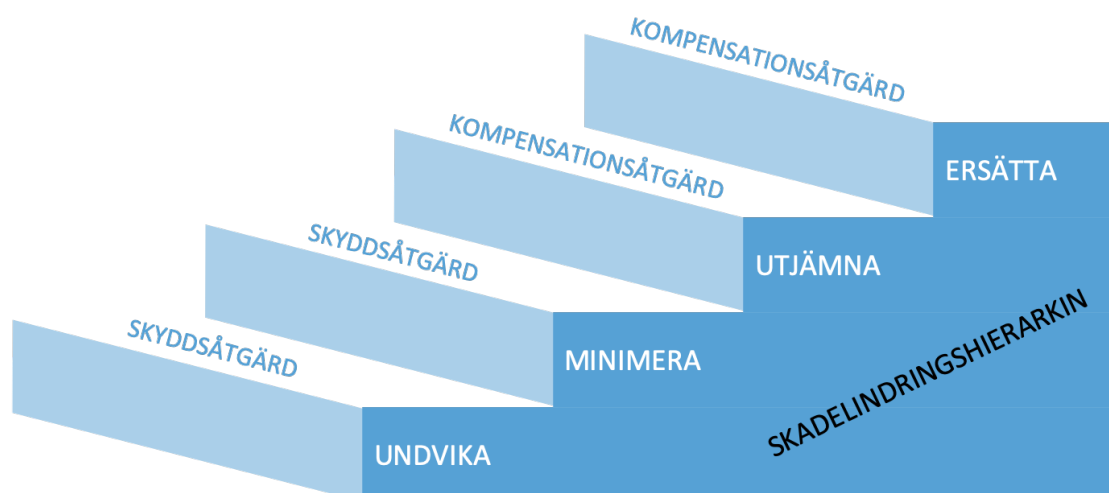 KOMPENSATIONSÅTGÄRD
ERSÄTTA
KOMPENSATIONSÅTGÄRD
UTJÄMNA
SKYDDSÅTGÄRD
MINIMERA
SKYDDSÅTGÄRD
UNDVIKA
SKADELINDRINGSHIERARKIN